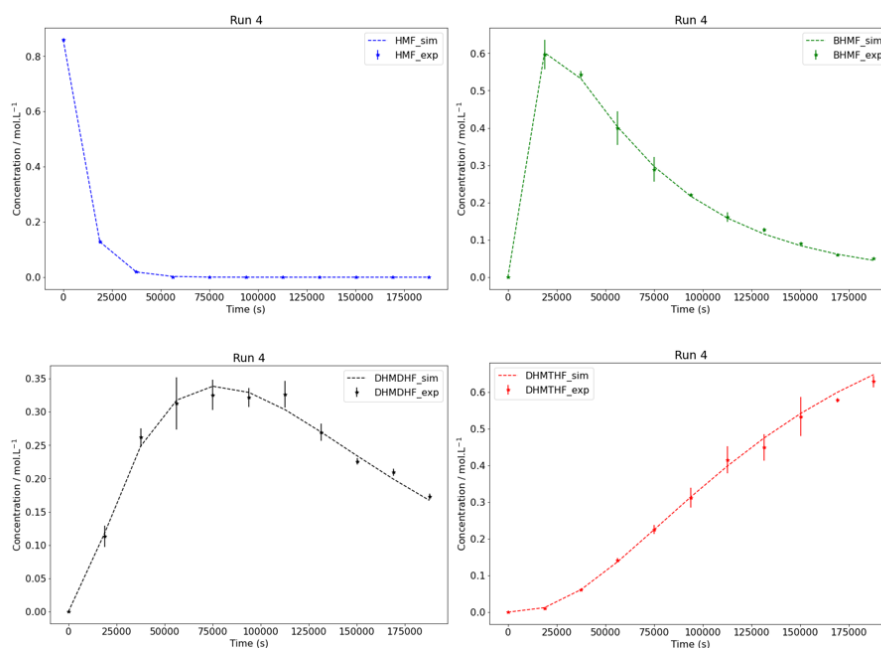 Run 4
HMF_sim
HMF_exp
Concentration / mol.L⁻¹
0.8
0.6
0.4
0.2
0.0
0 25000 50000 75000 100000 125000 150000 175000
Time (s)
Run 4
BHMF_sim
BHMF_exp
Concentration / mol.L⁻¹
0.6
0.5
0.4
0.3
0.2
0.1
0.0
0 25000 50000 75000 100000 125000 150000 175000
Time (s)
Run 4
DHMDHF_sim
DHMDHF_exp
Concentration / mol.L⁻¹
0.35
0.30
0.25
0.20
0.15
0.10
0.05
0.00
0 25000 50000 75000 100000 125000 150000 175000
Time (s)
Run 4
DHMTHF_sim
DHMTHF_exp
Concentration / mol.L⁻¹
0.6
0.5
0.4
0.3
0.2
0.1
0.0
0 25000 50000 75000 100000 125000 150000 175000
Time (s)